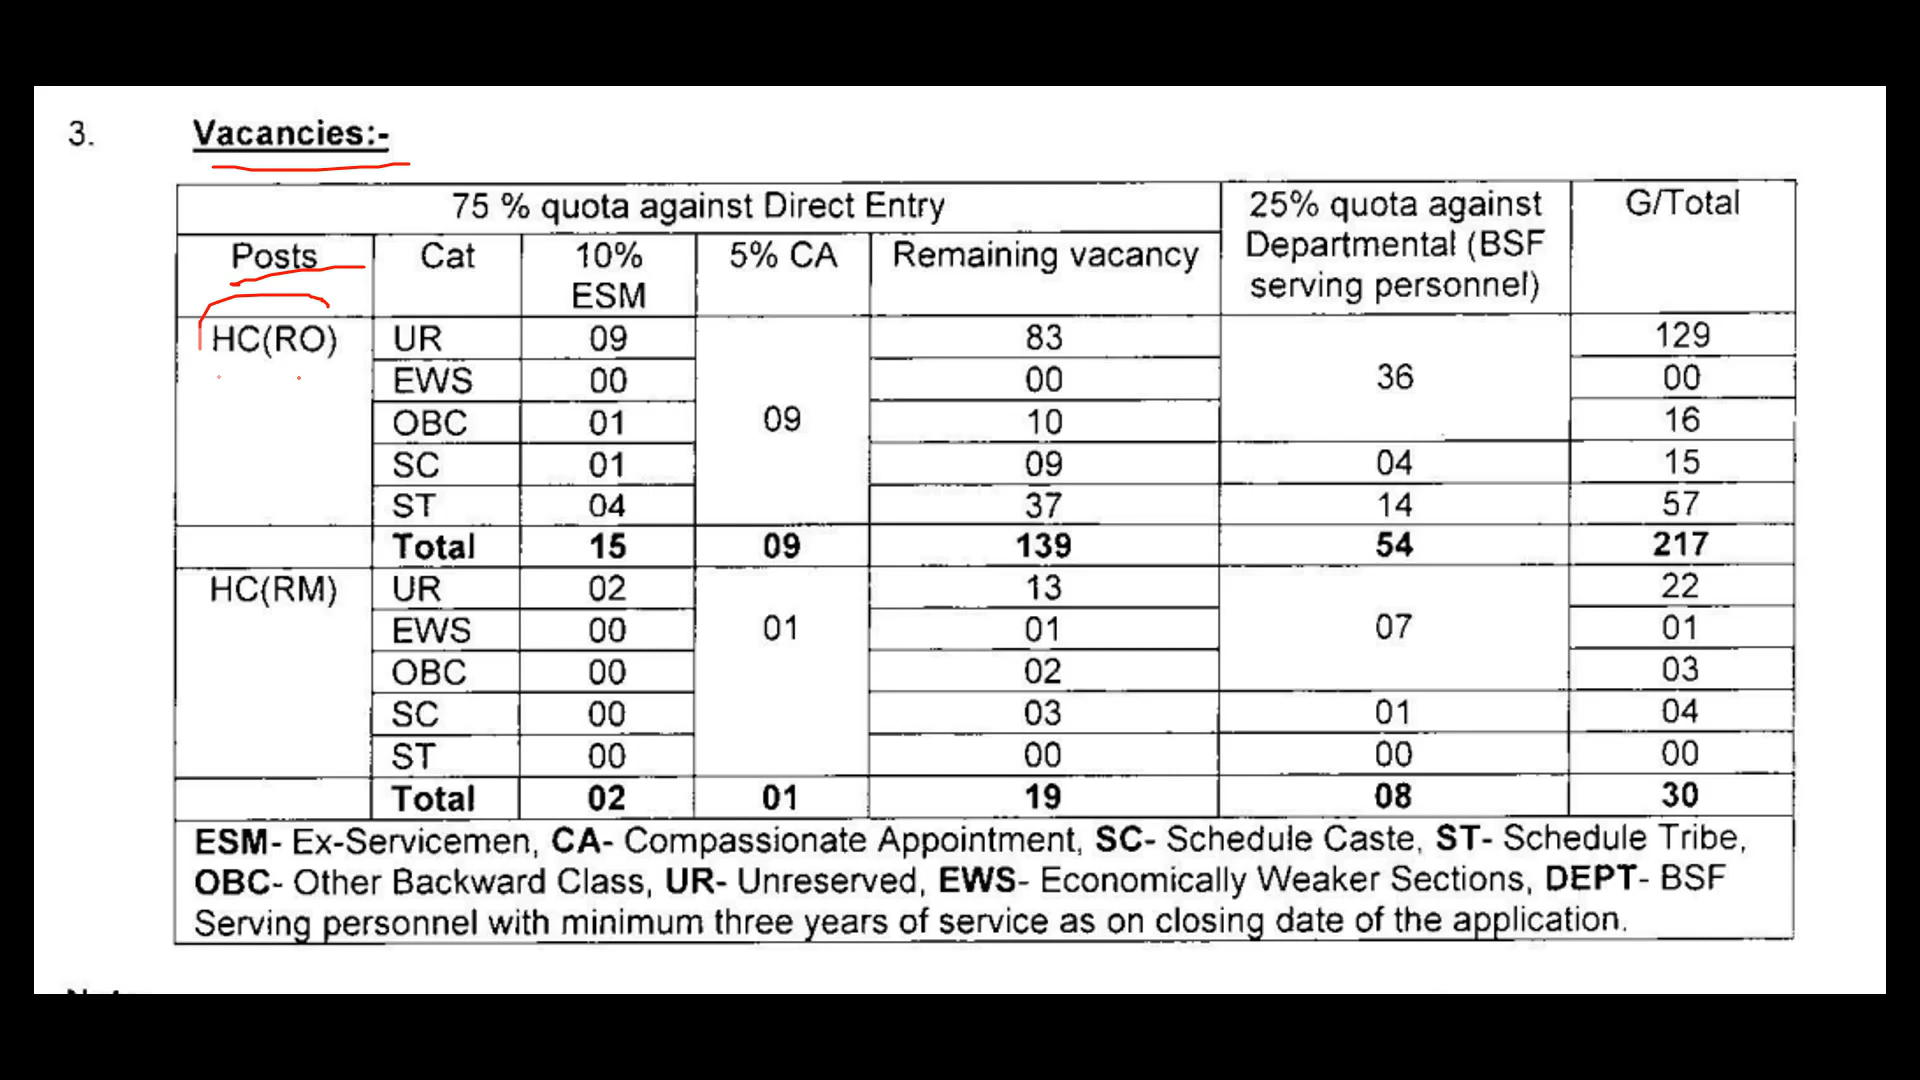 3. Vacancies:-
75 % quota against Direct Entry 25% quota against Departmental (BSF serving personnel) G/Total
Posts Cat 10% ESM 5% CA Remaining vacancy
HC(RO) UR 09 09 83 36 129
EWS 00 00 00
OBC 01 10 16
SC 01 09 04 15
ST 04 37 14 57
Total 15 09 139 54 217
HC(RM) UR 02 01 13 07 22
EWS 00 01 01
OBC 00 02 03
SC 00 03 01 04
ST 00 00 00 00
Total 02 01 19 08 30
ESM- Ex-Servicemen, CA- Compassionate Appointment, SC- Schedule Caste, ST- Schedule Tribe,
OBC- Other Backward Class, UR- Unreserved, EWS- Economically Weaker Sections, DEPT- BSF
Serving personnel with minimum three years of service as on closing date of the application.